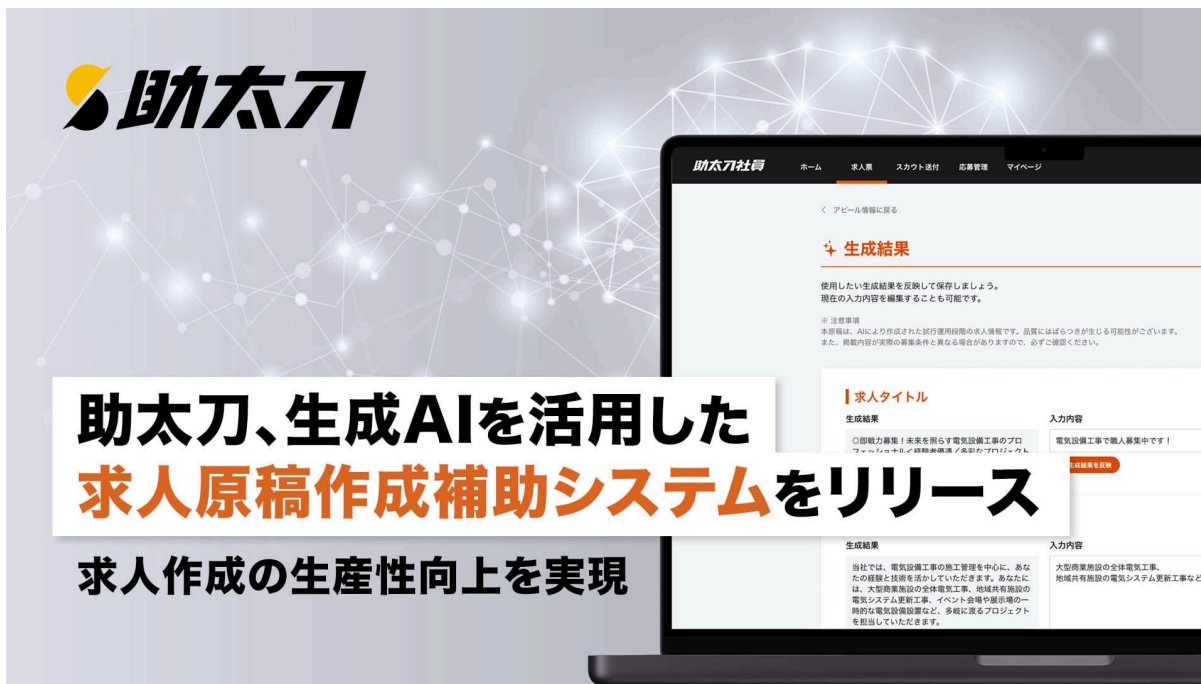 助太刀
助太刀社員
ホーム
求人票
スカウト送付
応募管理
マイページ
〈 アピール情報に戻る
生成結果
使用したい生成結果を反映して保存しましょう。
現在の入力内容を編集することも可能です。
※ 注意事項
本原稿は、AIにより作成された試行運用段階の求人情報です。品質にはばらつきが生じる可能性がございます。
また、掲載内容が実際の募集条件と異なる場合がありますので、必ずご確認ください。
求人タイトル
生成結果
◎即戦力募集!未来を照らす電気設備工事のプロ
フェッショナル<経験者優遇／多彩なプロジェクト
入力内容
電気設備工事で職人募集中です!
生成結果を反映
助太刀、生成AIを活用した
求人原稿作成補助システムをリリース
求人作成の生産性向上を実現
生成結果
当社では、電気設備工事の施工管理を中心に、あな
たの経験と技術を活かしていただきます。あなたに
は、大型商業施設の全体電気工事、地域共有施設の
電気システム更新工事、イベント会場や展示場の一
時的な電気設備設置など、多岐に渡るプロジェクト
を担当していただきます。
入力内容
大型商業施設の全体電気工事、
地域共有施設の電気システム更新工事など